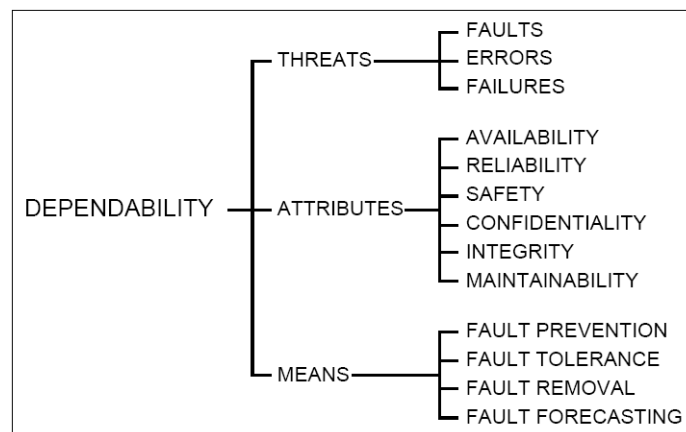 DEPENDABILITY
THREATS
FAULTS
ERRORS
FAILURES
ATTRIBUTES
AVAILABILITY
RELIABILITY
SAFETY
CONFIDENTIALITY
INTEGRITY
MAINTAINABILITY
MEANS
FAULT PREVENTION
FAULT TOLERANCE
FAULT REMOVAL
FAULT FORECASTING